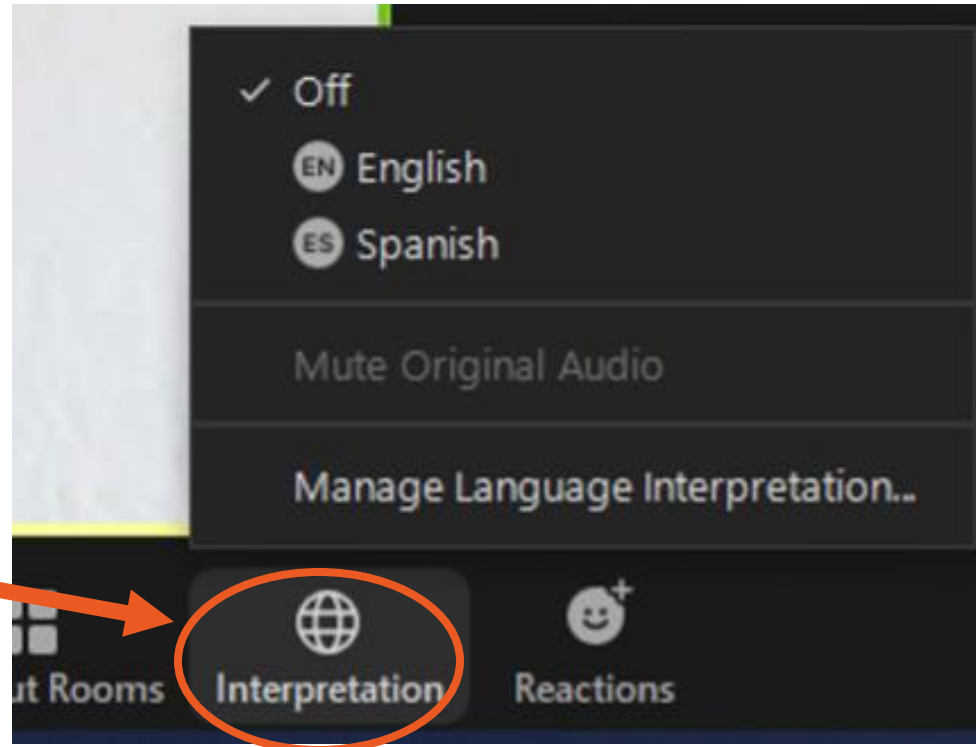 Off
EN English
ES Spanish
Mute Original Audio
Manage Language Interpretation...
ut Rooms Interpretation Reactions